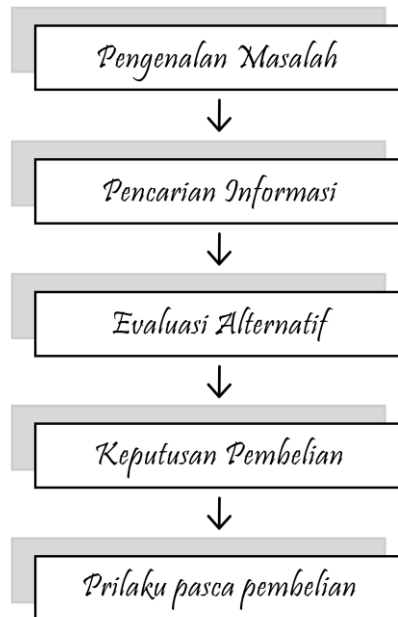 Pengenalan Masalah
Pencarian Informasi
Evaluasi Alternatif
Keputusan Pembelian
Prilaku pasca pembelian